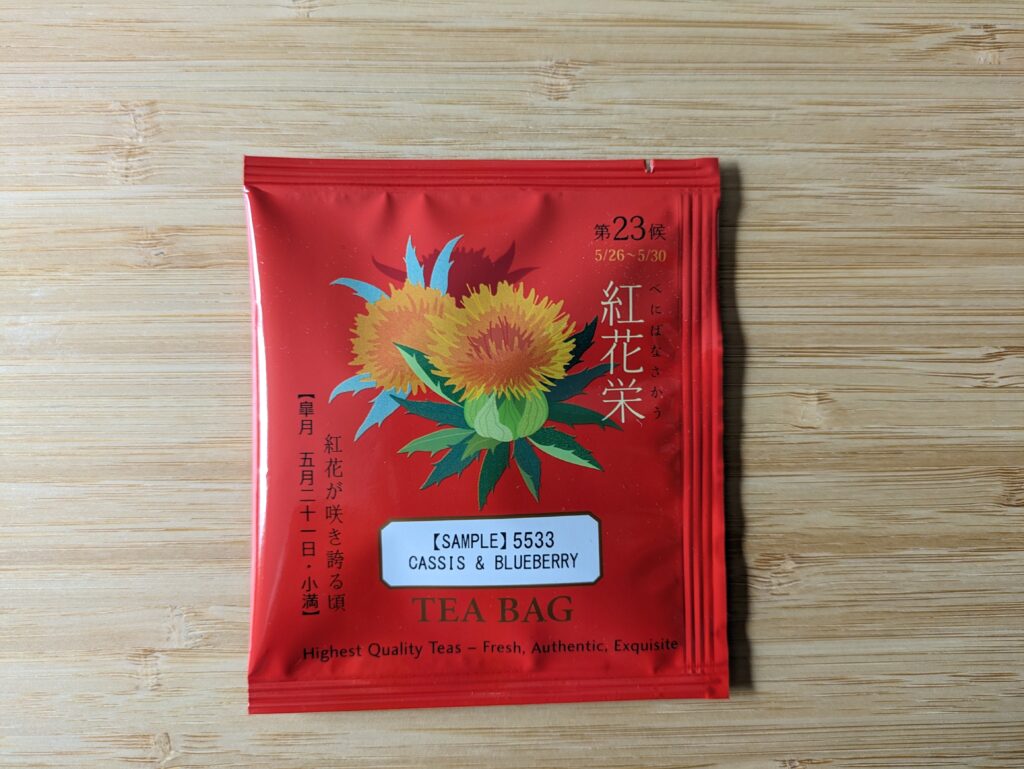 第23候
5/26~5/30
紅花栄
べにばなさかう
紅花が咲き誇る頃
【皐月 五月二十一日・小満】
【SAMPLE】5533
CASSIS & BLUEBERRY
TEA BAG
Highest Quality Teas – Fresh, Authentic, Exquisite